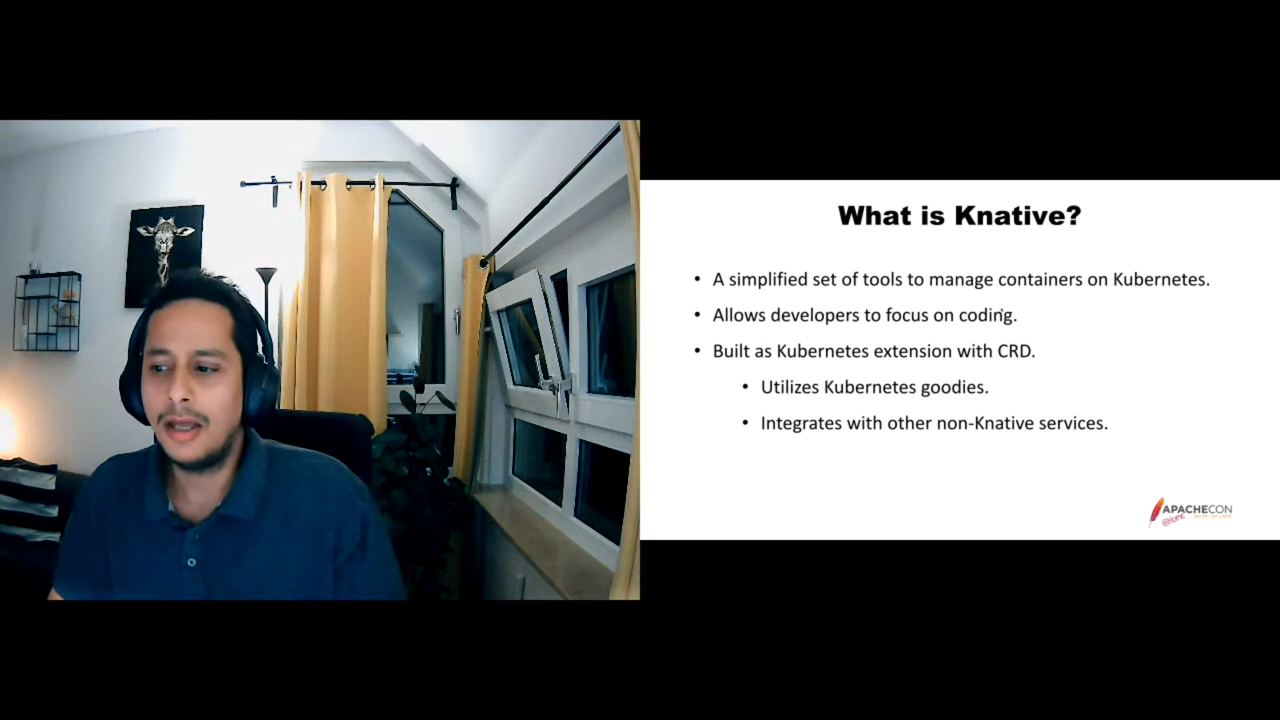 What is Knative?
• A simplified set of tools to manage containers on Kubernetes.
• Allows developers to focus on coding.
• Built as Kubernetes extension with CRD.
• Utilizes Kubernetes goodies.
• Integrates with other non-Knative services.
APACHECON
@home